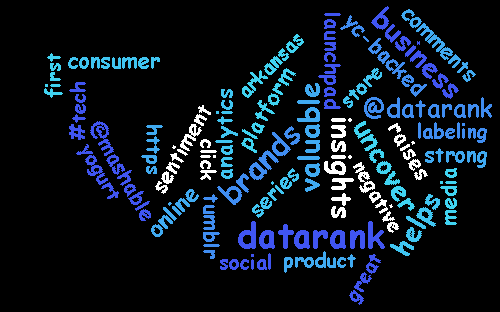 first
consumer
#tech
@mashable
yogurt
https
sentiment
click
online
tumblr
analytics
platform
arkansas
brands
series
valuable
launchpad
insights
yc-backed
store
business
comments
@datarank
labeling
raises
strong
uncover
negative
helps
media
datarank
social
product
great